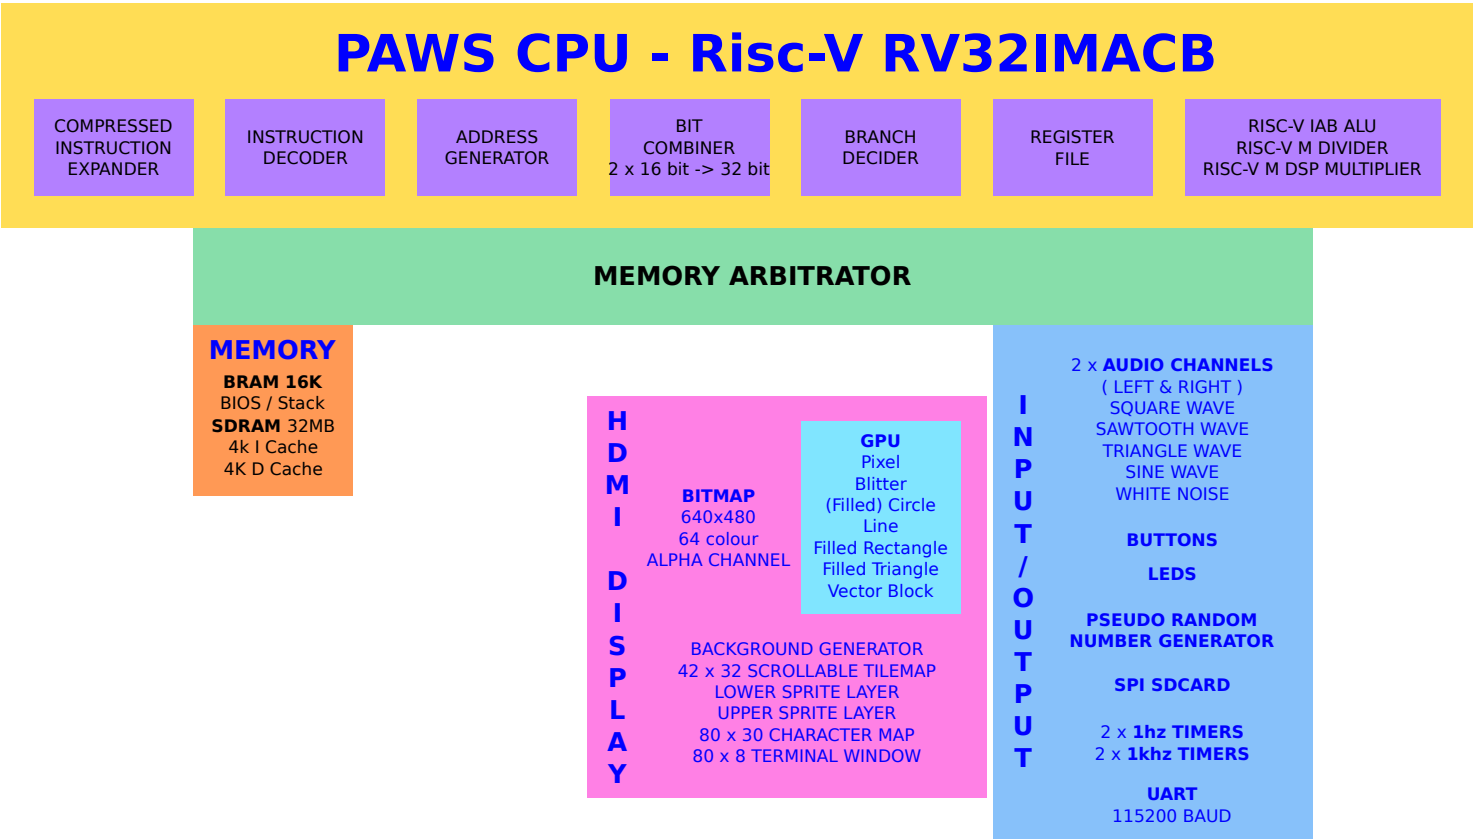 PAWS CPU - Risc-V RV32IMACB
COMPRESSED
INSTRUCTION
EXPANDER
INSTRUCTION
DECODER
ADDRESS
GENERATOR
BIT
COMBINER
2 x 16 bit -> 32 bit
BRANCH
DECIDER
REGISTER
FILE
RISC-V IAB ALU
RISC-V M DIVIDER
RISC-V M DSP MULTIPLIER
MEMORY ARBITRATOR
MEMORY
BRAM 16K
BIOS / Stack
SDRAM 32MB
4k I Cache
4K D Cache
HDMI DISPLAY
BITMAP
640x480
64 colour
ALPHA CHANNEL
GPU
Pixel
Blitter
(Filled) Circle
Line
Filled Rectangle
Filled Triangle
Vector Block
BACKGROUND GENERATOR
42 x 32 SCROLLABLE TILEMAP
LOWER SPRITE LAYER
UPPER SPRITE LAYER
80 x 30 CHARACTER MAP
80 x 8 TERMINAL WINDOW
INPUT/OUTPUT
2 x AUDIO CHANNELS
( LEFT & RIGHT )
SQUARE WAVE
SAWTOOTH WAVE
TRIANGLE WAVE
SINE WAVE
WHITE NOISE
BUTTONS
LEDS
PSEUDO RANDOM
NUMBER GENERATOR
SPI SDCARD
2 x 1hz TIMERS
2 x 1khz TIMERS
UART
115200 BAUD